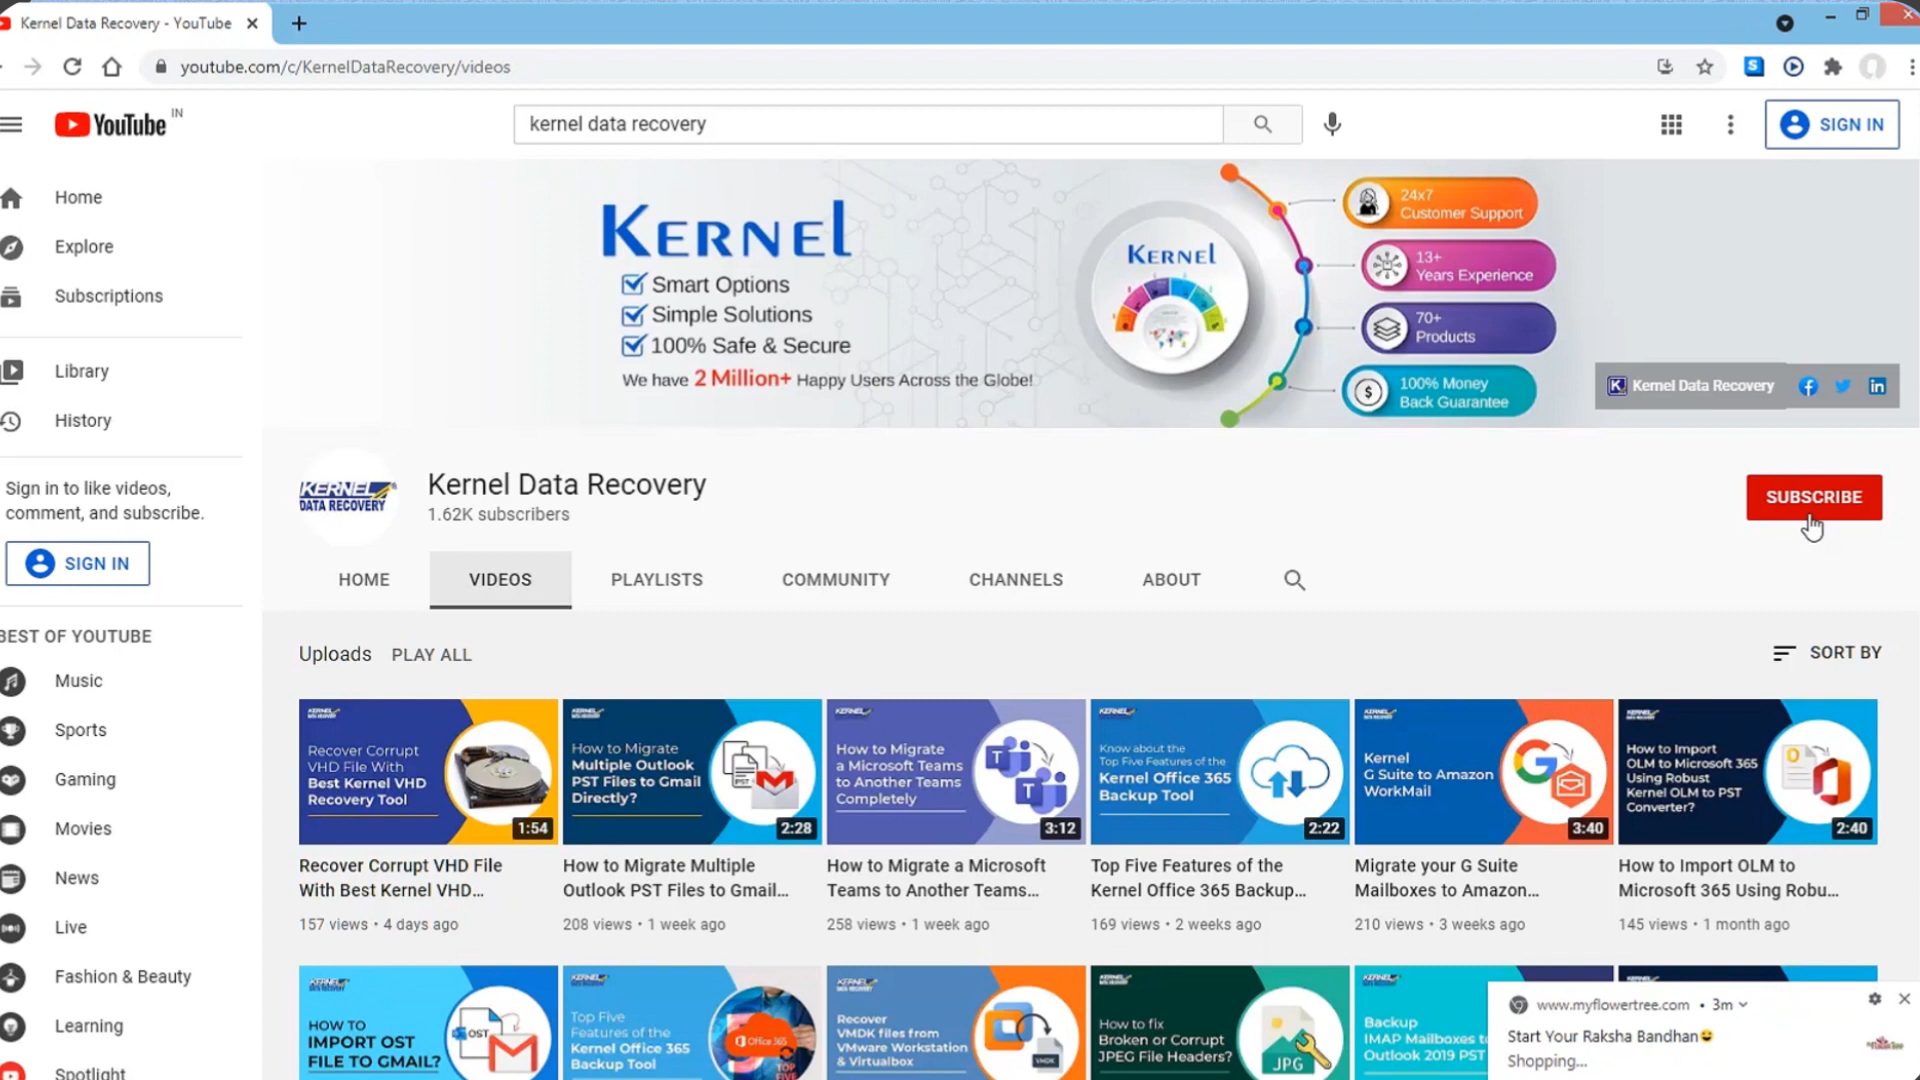 Kernel Data Recovery - YouTube
youtube.com/c/KernelDataRecovery/videos
YouTube IN
kernel data recovery
SIGN IN
Home
Explore
Subscriptions
Library
History
Sign in to like videos,
comment, and subscribe.
SIGN IN
BEST OF YOUTUBE
Music
Sports
Gaming
Movies
News
Live
Fashion & Beauty
Learning
Spotlight
KERNEL
Smart Options
Simple Solutions
100% Safe & Secure
We have 2 Million+ Happy Users Across the Globe!
KERNEL
24x7
Customer Support
13+
Years Experience
70+
Products
100% Money
Back Guarantee
Kernel Data Recovery
KERNEL
DATA RECOVERY
Kernel Data Recovery
1.62K subscribers
SUBSCRIBE
HOME
VIDEOS
PLAYLISTS
COMMUNITY
CHANNELS
ABOUT
Uploads
PLAY ALL
SORT BY
Recover Corrupt
VHD File With
Best Kernel VHD
Recovery Tool
1:54
Recover Corrupt VHD File
With Best Kernel VHD...
157 views • 4 days ago
How to Migrate
Multiple Outlook
PST Files to Gmail
Directly?
PST
2:28
How to Migrate Multiple
Outlook PST Files to Gmail...
208 views • 1 week ago
How to Migrate
a Microsoft Teams
to Another Teams
Completely
3:12
How to Migrate a Microsoft
Teams to Another Teams...
258 views • 1 week ago
Know about the
Top Five Features of the
Kernel Office 365
Backup Tool
2:22
Top Five Features of the
Kernel Office 365 Backup...
169 views • 2 weeks ago
Kernel
G Suite to Amazon
WorkMail
3:40
Migrate your G Suite
Mailboxes to Amazon...
210 views • 3 weeks ago
How to Import
OLM to Microsoft 365
Using Robust
Kernel OLM to PST
Converter?
2:40
How to Import OLM to
Microsoft 365 Using Robu...
145 views • 1 month ago
HOW TO
IMPORT OST
FILE TO GMAIL?
OST
Top Five
Features of the
Kernel Office 365
Backup Tool
Office 365
TOP
FIVE
Recover
VMDK files from
VMware Workstation
& Virtualbox
VMDK
How to fix
Broken or Corrupt
JPEG File Headers?
JPG
Backup
IMAP Mailboxes to
Outlook 2019 PST
www.myflowertree.com • 3m
Start Your Raksha Bandhan😄
Shopping...